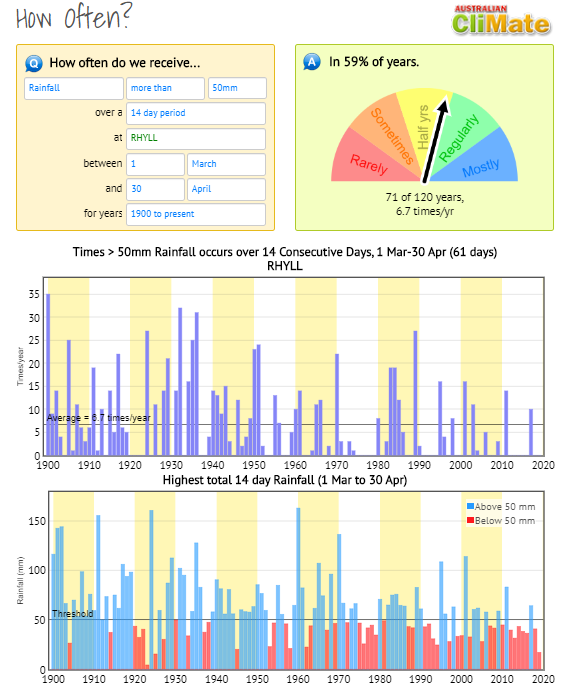 How Often?
AUSTRALIAN
CliMate
Q How often do we receive...
Rainfall more than 50mm
over a 14 day period
at RHYLL
between 1 March
and 30 April
for years 1900 to present
A In 59% of years.
Rarely Sometimes Half yrs Regularly Mostly
71 of 120 years,
6.7 times/yr
Times > 50mm Rainfall occurs over 14 Consecutive Days, 1 Mar-30 Apr (61 days)
RHYLL
Times/year
35
30
25
20
15
10
5
0
Average = 6.7 times/year
1900 1910 1920 1930 1940 1950 1960 1970 1980 1990 2000 2010 2020
Highest total 14 day Rainfall (1 Mar to 30 Apr)
Rainfall (mm)
150
100
50
0
Above 50 mm
Below 50 mm
Threshold
1900 1910 1920 1930 1940 1950 1960 1970 1980 1990 2000 2010 2020